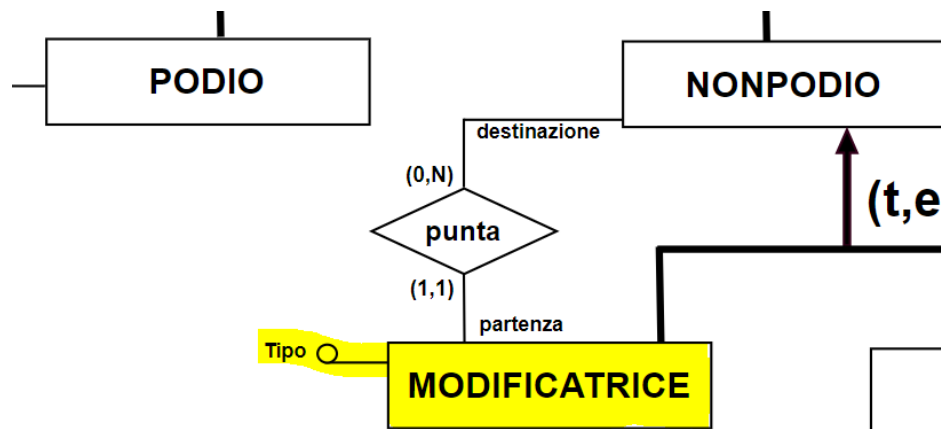 PODIO
NONPODIO
destinazione
(0,N)
(t,e
punta
(1,1)
partenza
Tipo
MODIFICATRICE